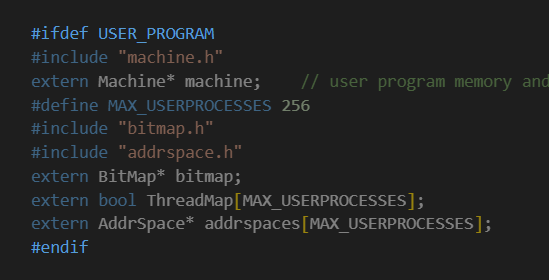 #ifdef USER_PROGRAM
#include "machine.h"
extern Machine* machine;    // user program memory and
#define MAX_USERPROCESSES 256
#include "bitmap.h"
#include "addrspace.h"
extern BitMap* bitmap;
extern bool ThreadMap[MAX_USERPROCESSES];
extern AddrSpace* addrspaces[MAX_USERPROCESSES];
#endif